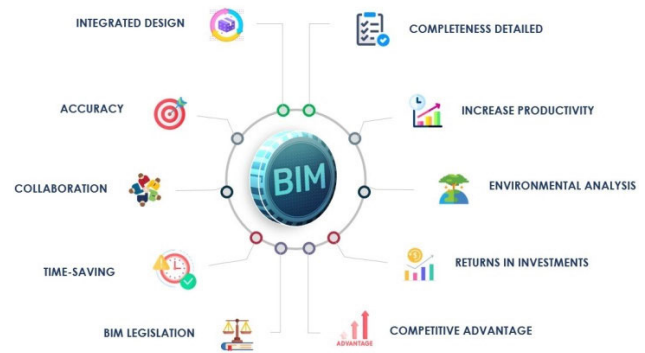 INTEGRATED DESIGN
COMPLETENESS DETAILED
ACCURACY
INCREASE PRODUCTIVITY
BIM
COLLABORATION
ENVIRONMENTAL ANALYSIS
TIME-SAVING
RETURNS IN INVESTMENTS
BIM LEGISLATION
ADVANTAGE
COMPETITIVE ADVANTAGE